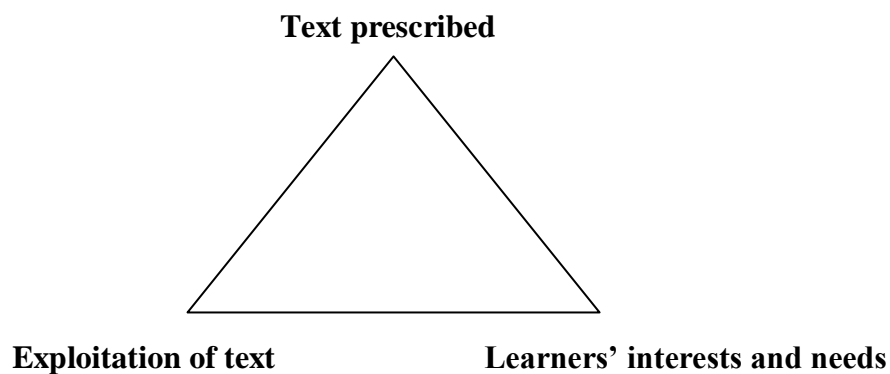 Text prescribed
Exploitation of text
Learners’ interests and needs